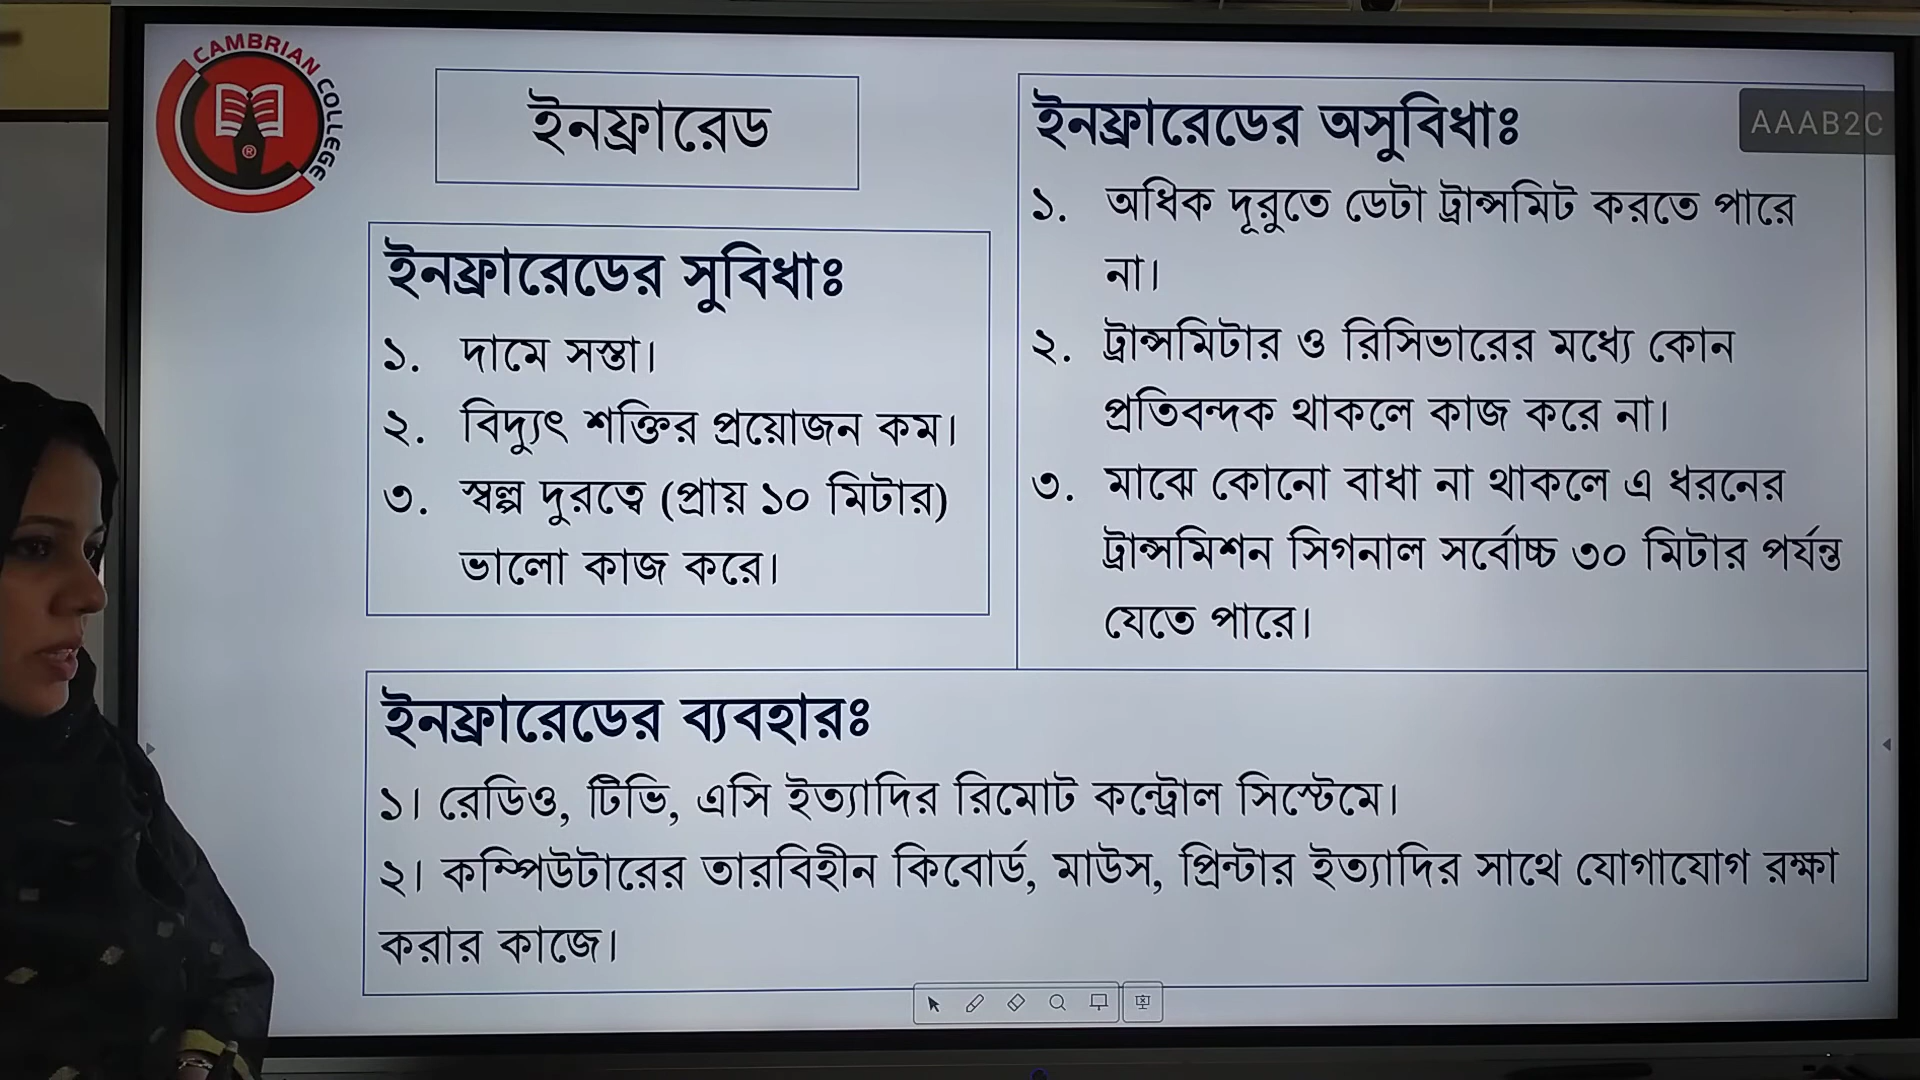 CAMBRIAN COLLEGE
®
ইনফ্রারেড
ইনফ্রারেডের সুবিধাঃ
১. দামে সস্তা।
২. বিদ্যুৎ শক্তির প্রয়োজন কম।
৩. স্বল্প দুরত্বে (প্রায় ১০ মিটার)
ভালো কাজ করে।
ইনফ্রারেডের অসুবিধাঃ
AAAB2C
১. অধিক দূরুতে ডেটা ট্রান্সমিট করতে পারে
না।
২. ট্রান্সমিটার ও রিসিভারের মধ্যে কোন
প্রতিবন্দক থাকলে কাজ করে না।
৩. মাঝে কোনো বাধা না থাকলে এ ধরনের
ট্রান্সমিশন সিগনাল সর্বোচ্চ ৩০ মিটার পর্যন্ত
যেতে পারে।
ইনফ্রারেডের ব্যবহারঃ
১। রেডিও, টিভি, এসি ইত্যাদির রিমোট কন্ট্রোল সিস্টেমে।
২। কম্পিউটারের তারবিহীন কিবোর্ড, মাউস, প্রিন্টার ইত্যাদির সাথে যোগাযোগ রক্ষা
করার কাজে।